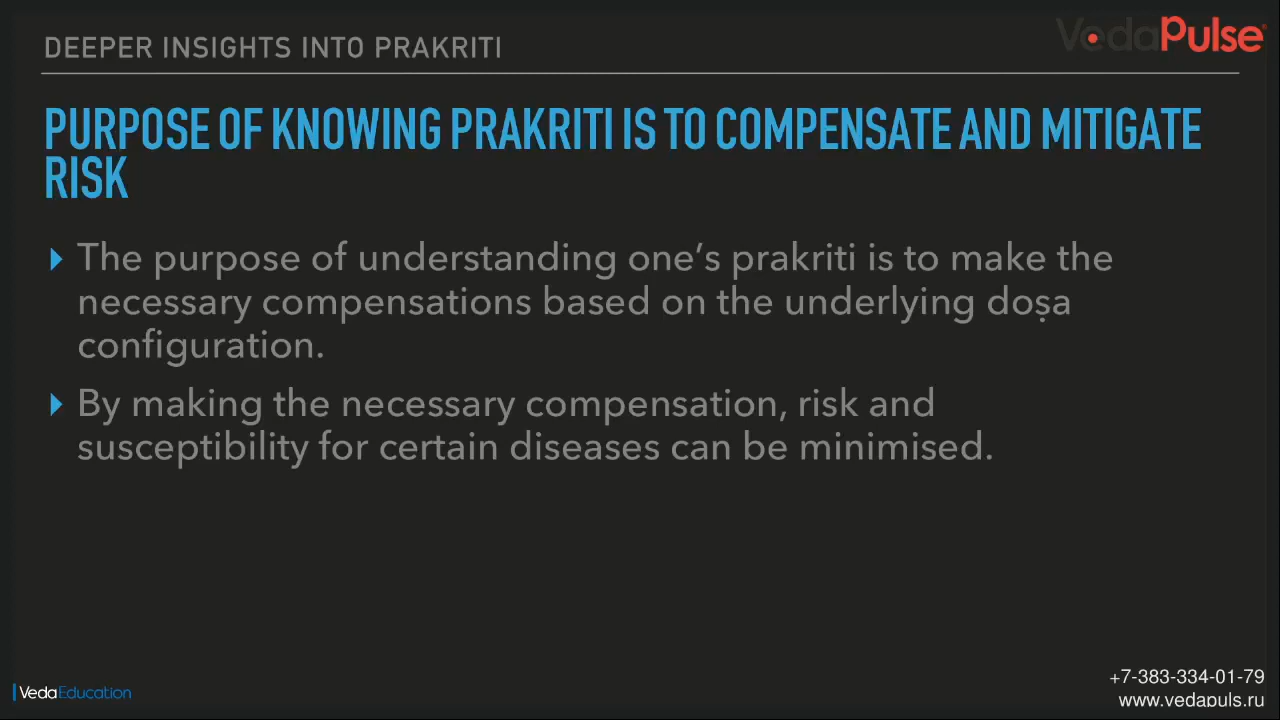 DEEPER INSIGHTS INTO PRAKRITI
VedaPulse®
PURPOSE OF KNOWING PRAKRITI IS TO COMPENSATE AND MITIGATE
RISK
The purpose of understanding one’s prakriti is to make the
necessary compensations based on the underlying doṣa
configuration.
By making the necessary compensation, risk and
susceptibility for certain diseases can be minimised.
VedaEducation
+7-383-334-01-79
www.vedapuls.ru